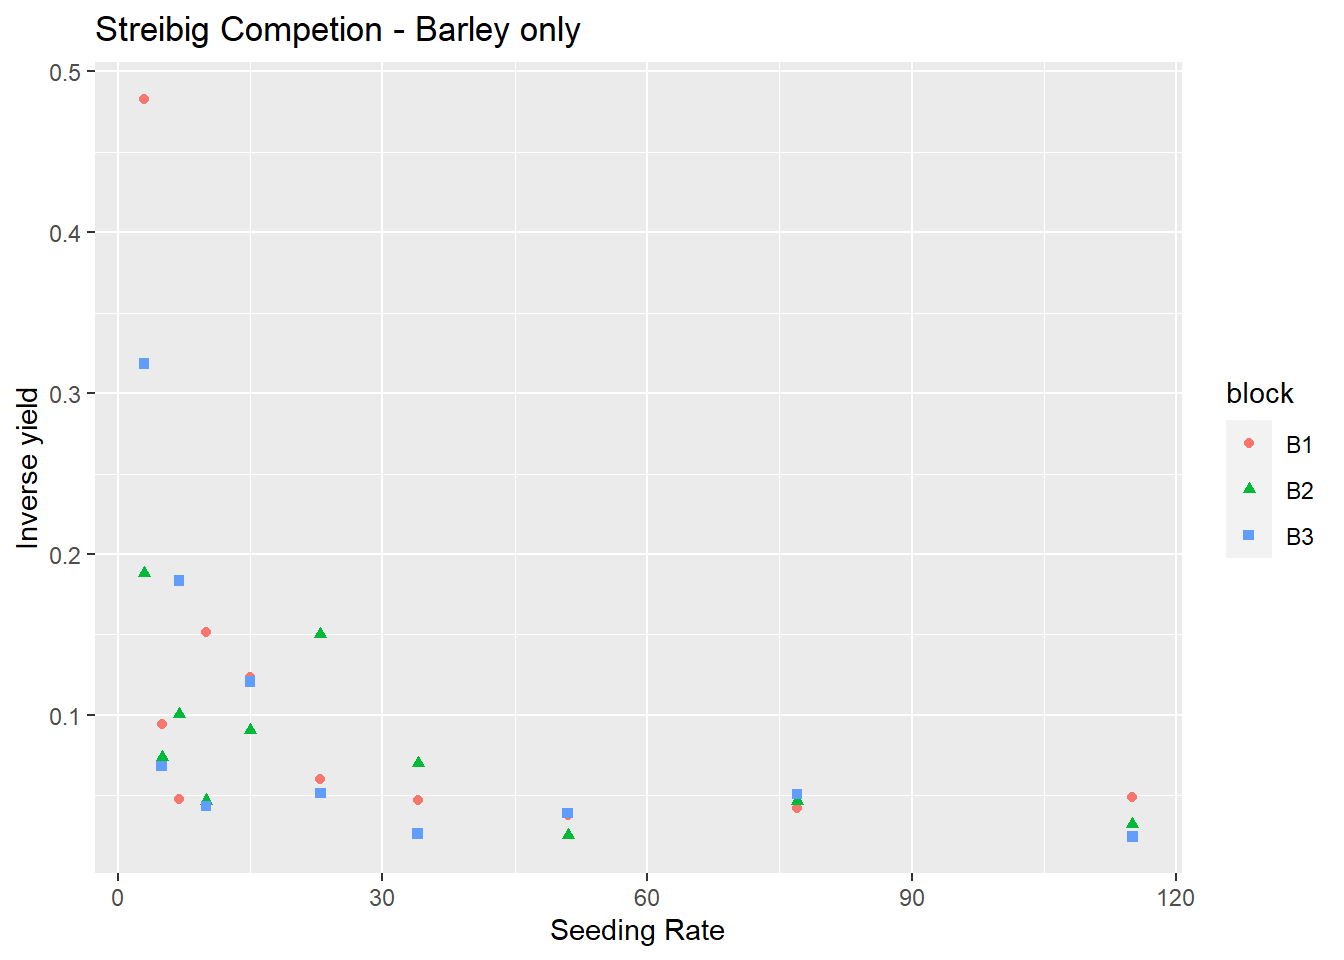 Streibig Competion - Barley only
0.5
0.4
0.3
0.2
0.1
Inverse yield
0 30 60 90 120
Seeding Rate
block
B1
B2
B3